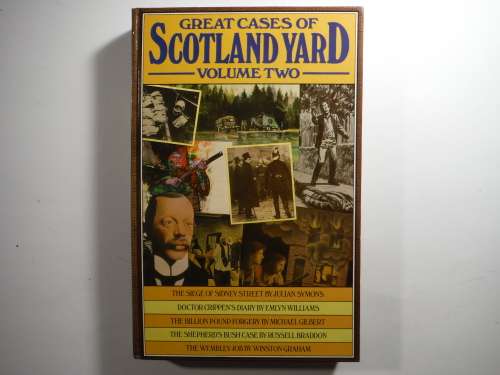 GREAT CASES OF
SCOTLAND YARD
VOLUME TWO
THE SIEGE OF SIDNEY STREET BY JULIAN SYMONS
DOCTOR CRIPPEN'S DIARY BY EMLYN WILLIAMS
THE BILLION POUND FORGERY BY MICHAEL GILBERT
THE SHEPHERD'S BUSH CASE BY RUSSELL BRADDON
THE WEMBLEY JOB BY WINSTON GRAHAM